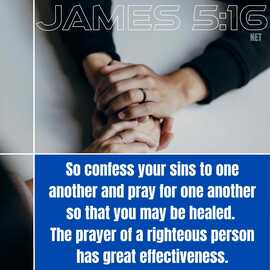 JAMES 5:16
NET
So confess your sins to one
another and pray for one another
so that you may be healed.
The prayer of a righteous person
has great effectiveness.